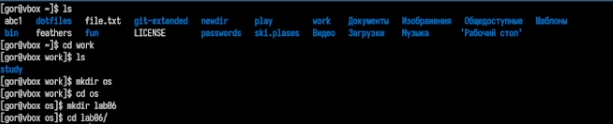 [gor@vbox ~]$ ls
abc1 dotfiles file.txt git-extended newdir play work Документы Изображения Общедоступные Шаблоны
bin feathers fun LICENSE passwords ski.plases Видео Загрузки Музыка 'Рабочий стол'
[gor@vbox ~]$ cd work
[gor@vbox work]$ ls
study
[gor@vbox work]$ mkdir os
[gor@vbox work]$ cd os
[gor@vbox os]$ mkdir lab06
[gor@vbox os]$ cd lab06/